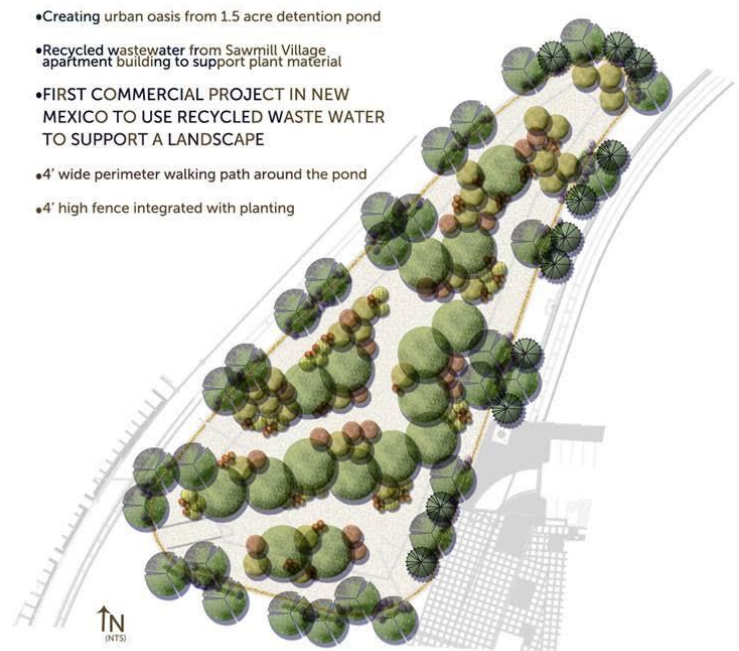 •Creating urban oasis from 1.5 acre detention pond
•Recycled wastewater from Sawmill Village
apartment building to support plant material
•FIRST COMMERCIAL PROJECT IN NEW
MEXICO TO USE RECYCLED WASTE WATER
TO SUPPORT A LANDSCAPE
•4' wide perimeter walking path around the pond
•4' high fence integrated with planting
N
(NTS)